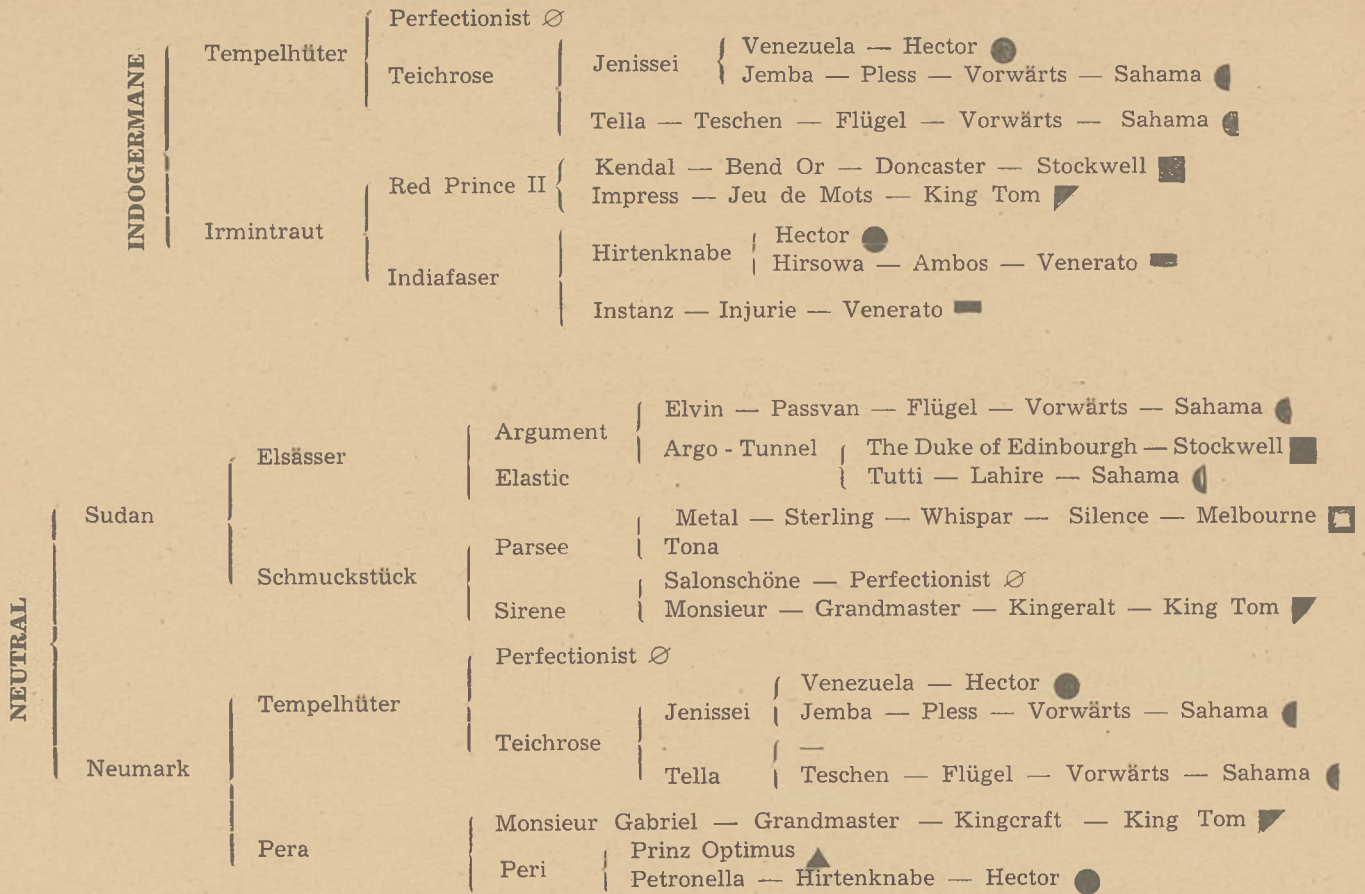 Perfectionist ∅
Tempelhüter
Teichrose
Jenissei
Venezuela — Hector
Jemba — Pless — Vorwärts — Sahama
Tella — Teschen — Flügel — Vorwärts — Sahama
INDOGERMANE
Red Prince II
Kendal — Bend Or — Doncaster — Stockwell
Impress — Jeu de Mots — King Tom
Irmintraut
Indiafaser
Hirtenknabe
Hector
Hirsowa — Ambos — Venerato
Instanz — Injurie — Venerato
Elvin — Passvan — Flügel — Vorwärts — Sahama
Argument
Argo - Tunnel
The Duke of Edinbourgh — Stockwell
Tutti — Lahire — Sahama
Elsässer
Elastic
Sudan
Metal — Sterling — Whispar — Silence — Melbourne
Parsee
Tona
Schmuckstück
Salonschöne — Perfectionist ∅
Sirene
Monsieur — Grandmaster — Kingeralt — King Tom
NEUTRAL
Perfectionist ∅
Tempelhüter
Venezuela — Hector
Jenissei
Jemba — Pless — Vorwärts — Sahama
Teichrose
—
Tella
Teschen — Flügel — Vorwärts — Sahama
Neumark
Monsieur Gabriel — Grandmaster — Kingcraft — King Tom
Pera
Prinz Optimus
Peri
Petronella — Hirtenknabe — Hector